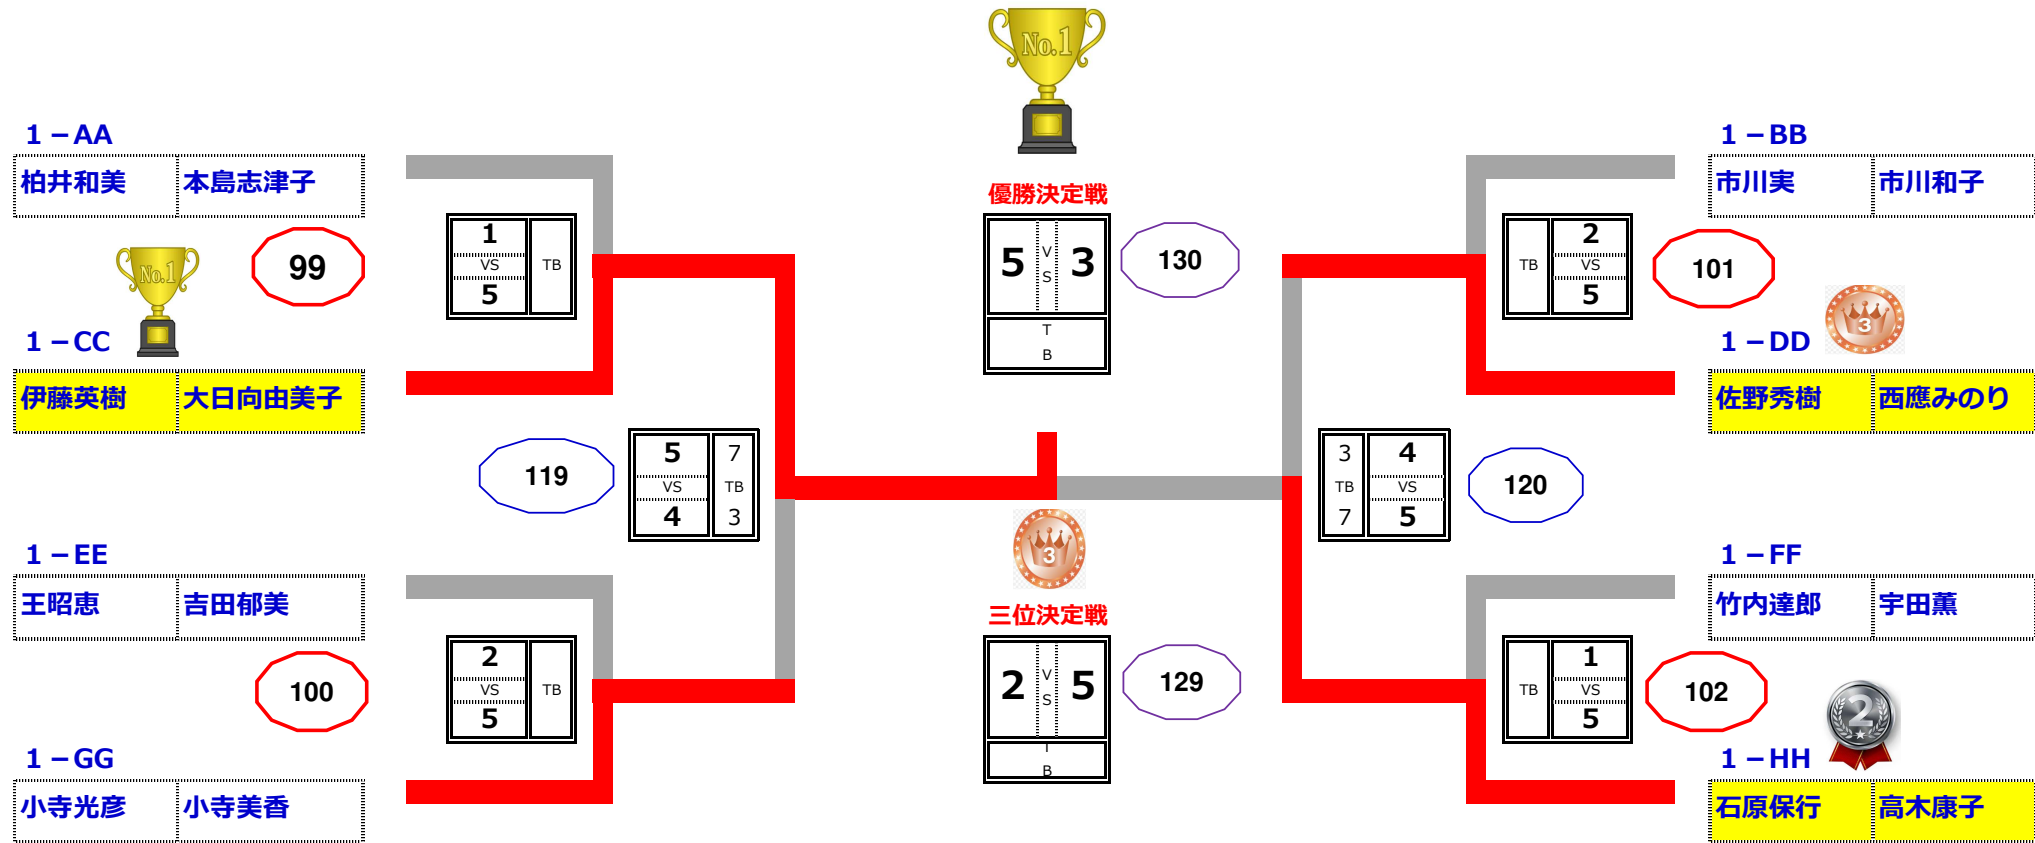 No.1
1－AA
柏井和美 本島志津子
99
1
VS
5
TB
No.1
1－CC
伊藤英樹 大日向由美子
119
5
VS
4
7
TB
3
1－EE
王昭恵 吉田郁美
100
2
VS
5
TB
1－GG
小寺光彦 小寺美香
優勝決定戦
5 VS 3
TB
130
3
三位決定戦
2 VS 5
TB
129
1－BB
市川実 市川和子
TB
2
VS
5
101
3
1－DD
佐野秀樹 西應みのり
3
TB
7
4
VS
5
120
1－FF
竹内達郎 宇田薫
TB
1
VS
5
102
2
1－HH
石原保行 高木康子